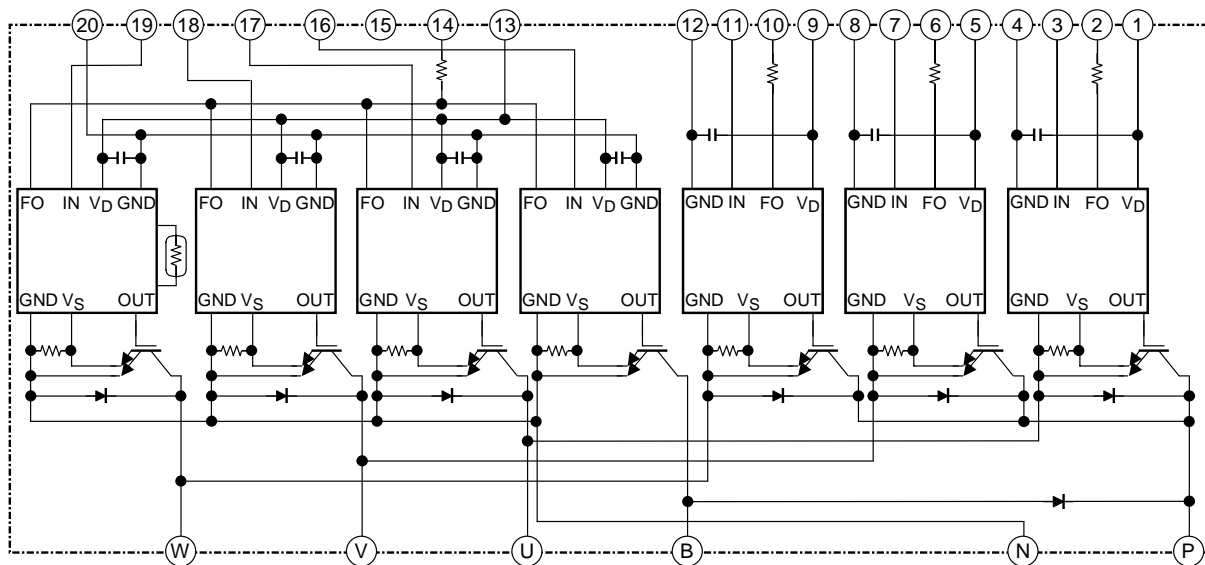 20 19 18 17 16 15 14 13 12 11 10 9 8 7 6 5 4 3 2 1
FO IN VD GND FO IN VD GND FO IN VD GND FO IN VD GND GND IN FO VD GND IN FO VD GND IN FO VD
GND VS OUT GND VS OUT GND VS OUT GND VS OUT GND VS OUT GND VS OUT GND VS OUT
W V U B N P